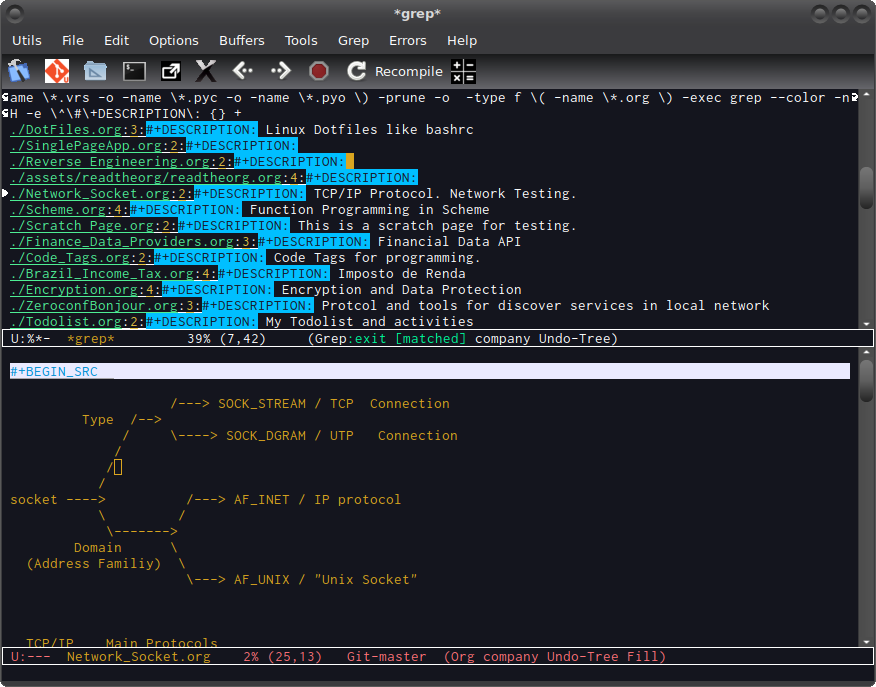 *grep*
Utils File Edit Options Buffers Tools Grep Errors Help
Recompile
ame \*.vrs -o -name \*.pyc -o -name \*.pyo \) -prune -o  -type f \( -name \*.org \) -exec grep --color -n
H -e \^\#\+DESCRIPTION\: {} +
./DotFiles.org:3:#+DESCRIPTION: Linux Dotfiles like bashrc
./SinglePageApp.org:2:#+DESCRIPTION:
./Reverse Engineering.org:2:#+DESCRIPTION:
./assets/readtheorg/readtheorg.org:4:#+DESCRIPTION:
./Network_Socket.org:2:#+DESCRIPTION: TCP/IP Protocol. Network Testing.
./Scheme.org:4:#+DESCRIPTION: Function Programming in Scheme
./Scratch Page.org:2:#+DESCRIPTION: This is a scratch page for testing.
./Finance_Data_Providers.org:3:#+DESCRIPTION: Financial Data API
./Code_Tags.org:2:#+DESCRIPTION: Code Tags for programming.
./Brazil_Income_Tax.org:4:#+DESCRIPTION: Imposto de Renda
./Encryption.org:4:#+DESCRIPTION: Encryption and Data Protection
./ZeroconfBonjour.org:3:#+DESCRIPTION: Protcol and tools for discover services in local network
./Todolist.org:2:#+DESCRIPTION: My Todolist and activities
U:%*-  *grep*         39% (7,42)     (Grep:exit [matched] company Undo-Tree)
#+BEGIN_SRC
/---> SOCK_STREAM / TCP  Connection
Type  /-->
/     \----> SOCK_DGRAM / UTP   Connection
/
/
/
socket ---->          /---> AF_INET / IP protocol
\         /
\------->
Domain      \
(Address Familiy)  \
\---> AF_UNIX / "Unix Socket"
TCP/IP    Main Protocols
U:---  Network_Socket.org    2% (25,13)   Git-master  (Org company Undo-Tree Fill)